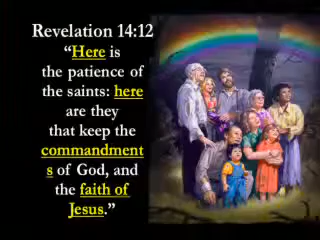 Revelation 14:12
“Here is
the patience of
the saints: here
are they
that keep the
commandment
s of God, and
the faith of
Jesus.”